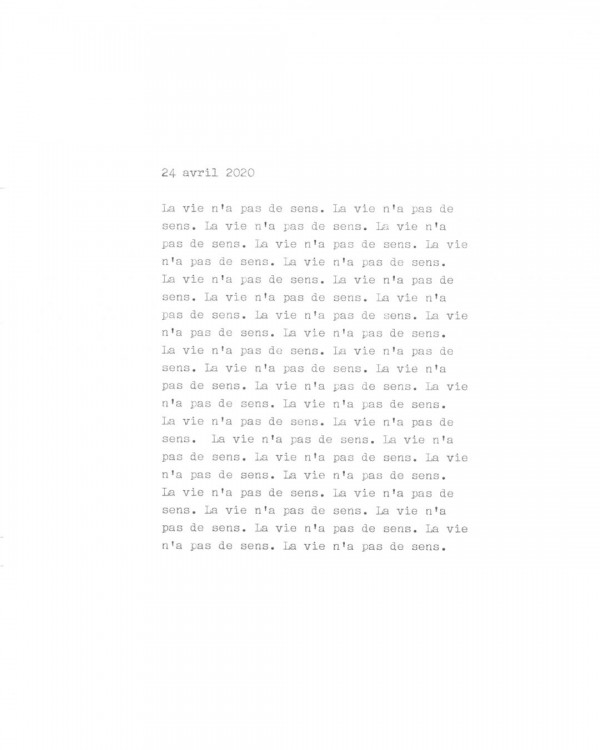 24 avril 2020
La vie n'a pas de sens. La vie n'a pas de
sens. La vie n'a pas de sens. La vie n'a
pas de sens. La vie n'a pas de sens. La vie
n'a pas de sens. La vie n'a pas de sens.
La vie n'a pas de sens. La vie n'a pas de
sens. La vie n'a pas de sens. La vie n'a
pas de sens. La vie n'a pas de sens. La vie
n'a pas de sens. La vie n'a pas de sens.
La vie n'a pas de sens. La vie n'a pas de
sens. La vie n'a pas de sens. La vie n'a
pas de sens. La vie n'a pas de sens. La vie
n'a pas de sens. La vie n'a pas de sens.
La vie n'a pas de sens. La vie n'a pas de
sens.  La vie n'a pas de sens. La vie n'a
pas de sens. La vie n'a pas de sens. La vie
n'a pas de sens. La vie n'a pas de sens.
La vie n'a pas de sens. La vie n'a pas de
sens. La vie n'a pas de sens. La vie n'a
pas de sens. La vie n'a pas de sens. La vie
n'a pas de sens. La vie n'a pas de sens.